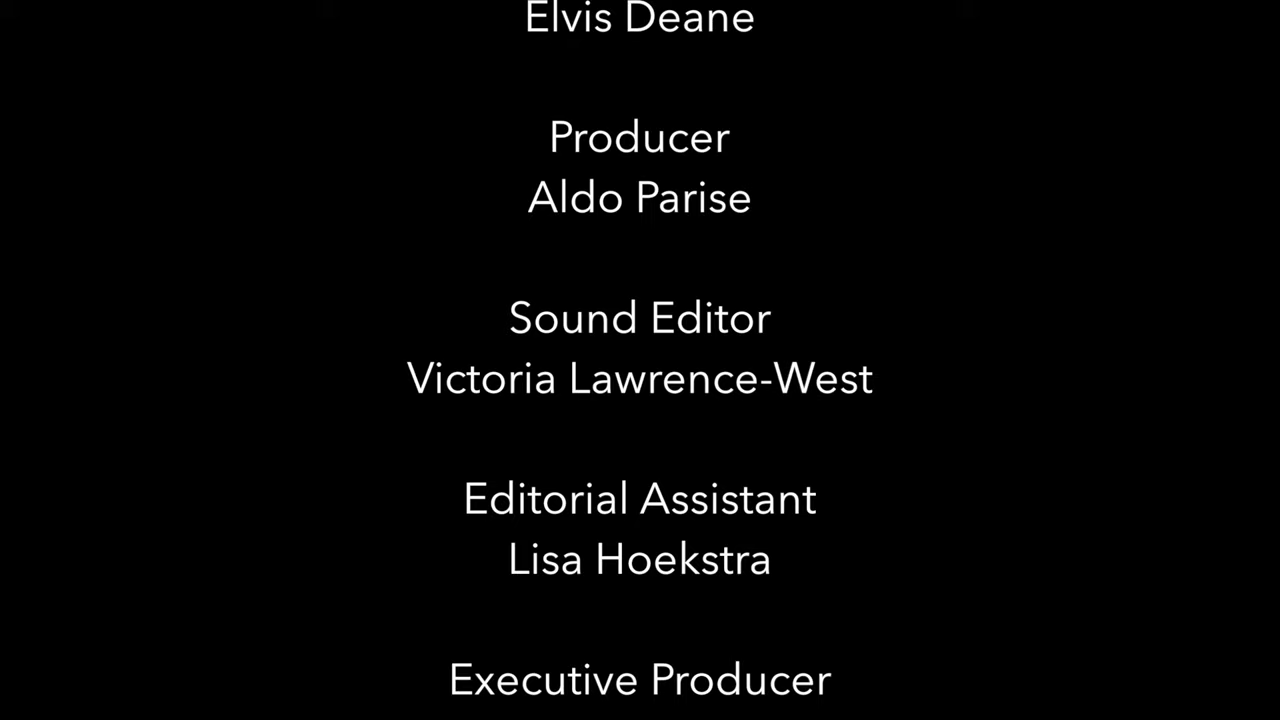 Elvis Deane
Producer
Aldo Parise
Sound Editor
Victoria Lawrence-West
Editorial Assistant
Lisa Hoekstra
Executive Producer